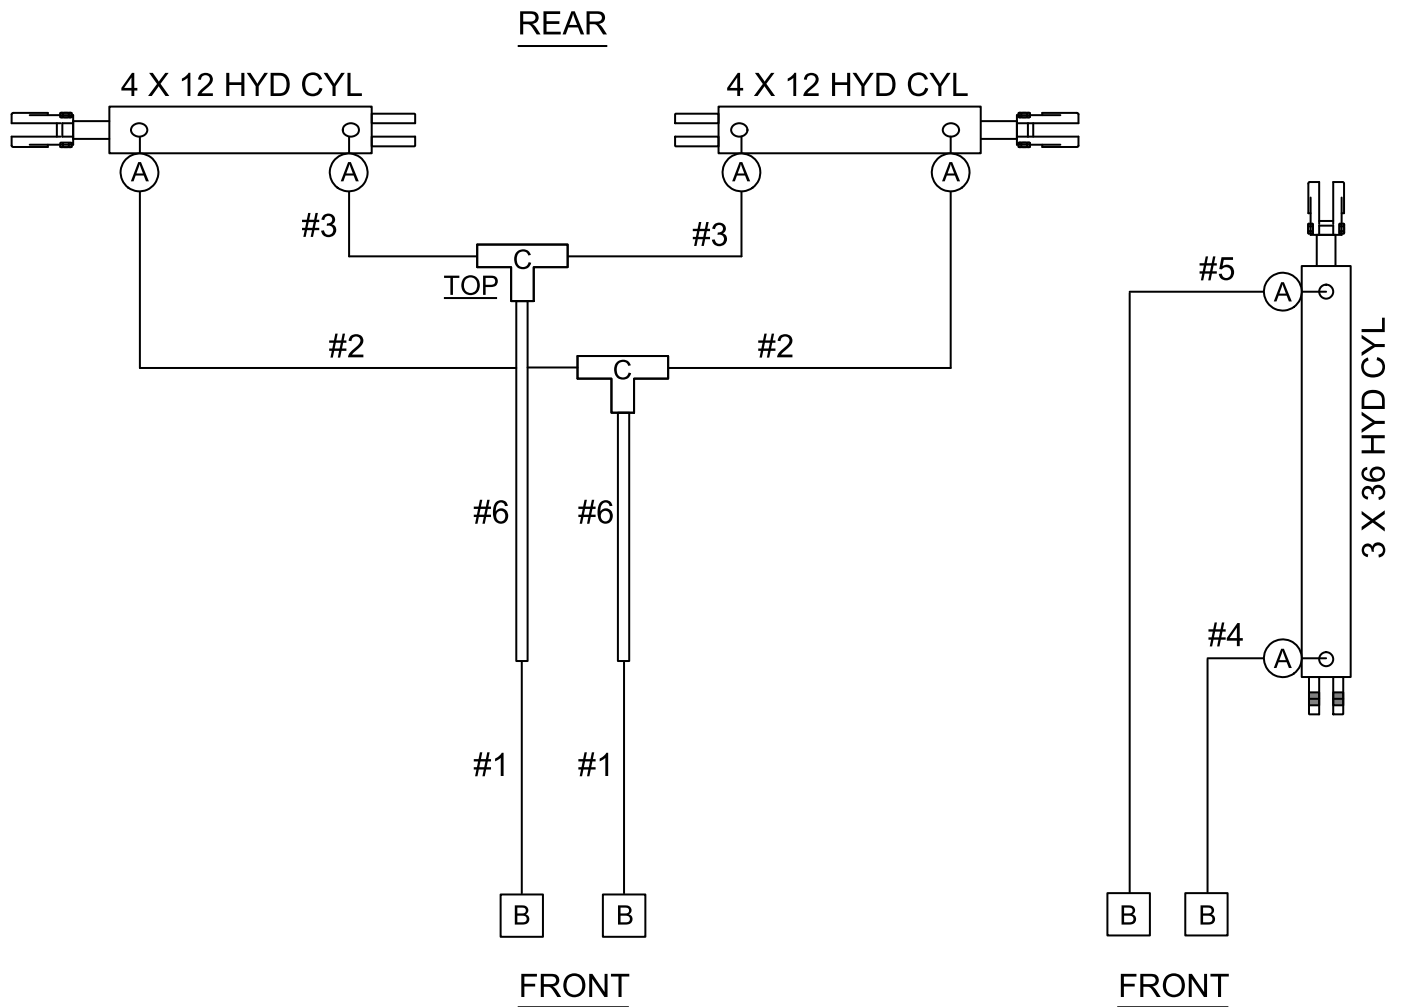 REAR
4 X 12 HYD CYL
4 X 12 HYD CYL
A
A
A
A
#3
#3
C
TOP
#2
#2
C
#5
A
3 X 36 HYD CYL
#6
#6
#4
A
#1
#1
B
B
B
B
FRONT
FRONT